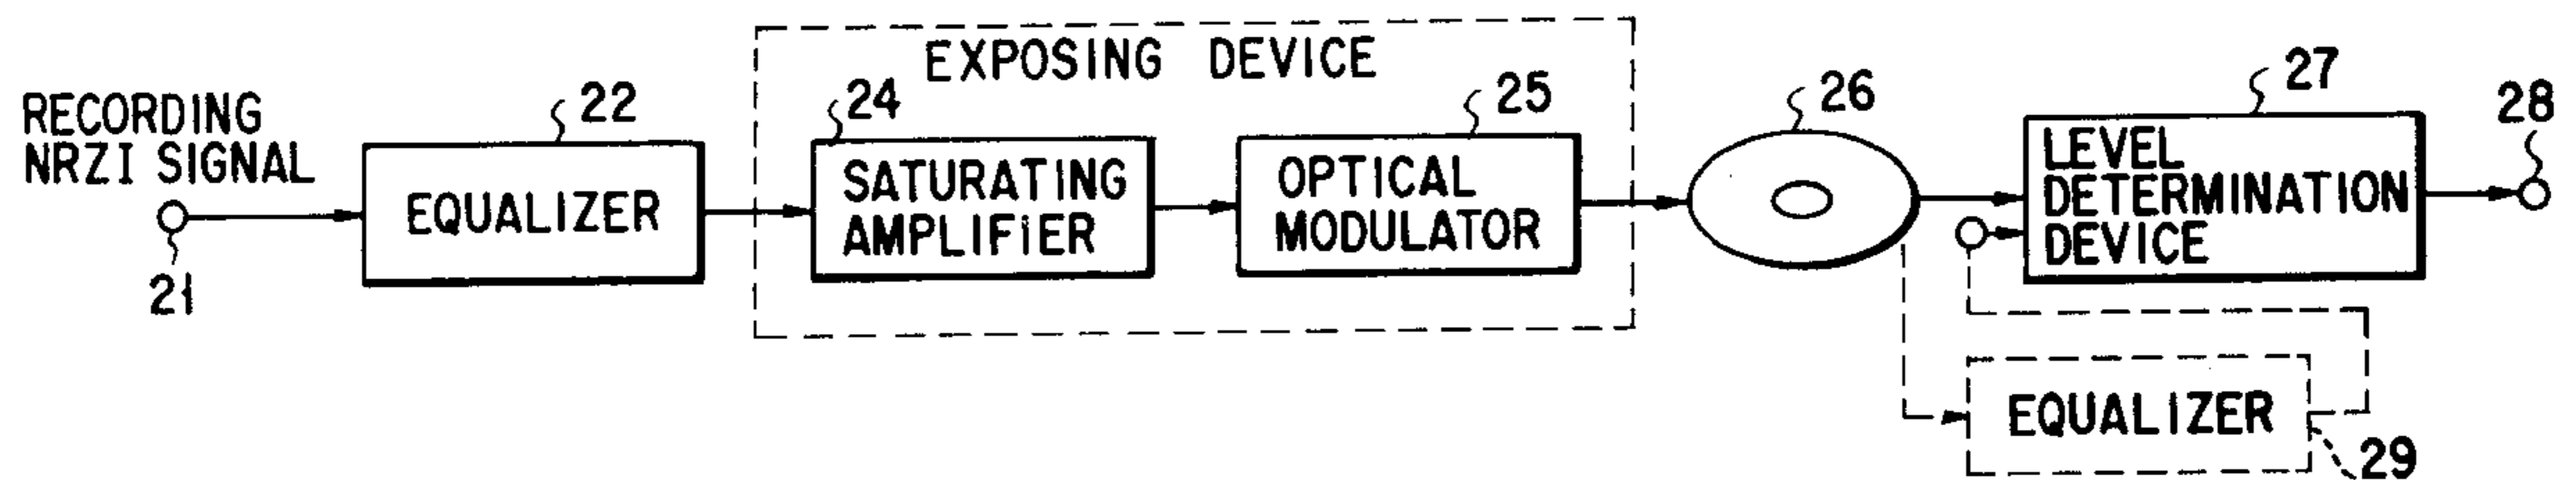 RECORDING
NRZI SIGNAL
21
22
EQUALIZER
EXPOSING DEVICE
24
SATURATING
AMPLIFIER
25
OPTICAL
MODULATOR
26
27
LEVEL
DETERMINATION
DEVICE
28
EQUALIZER
29